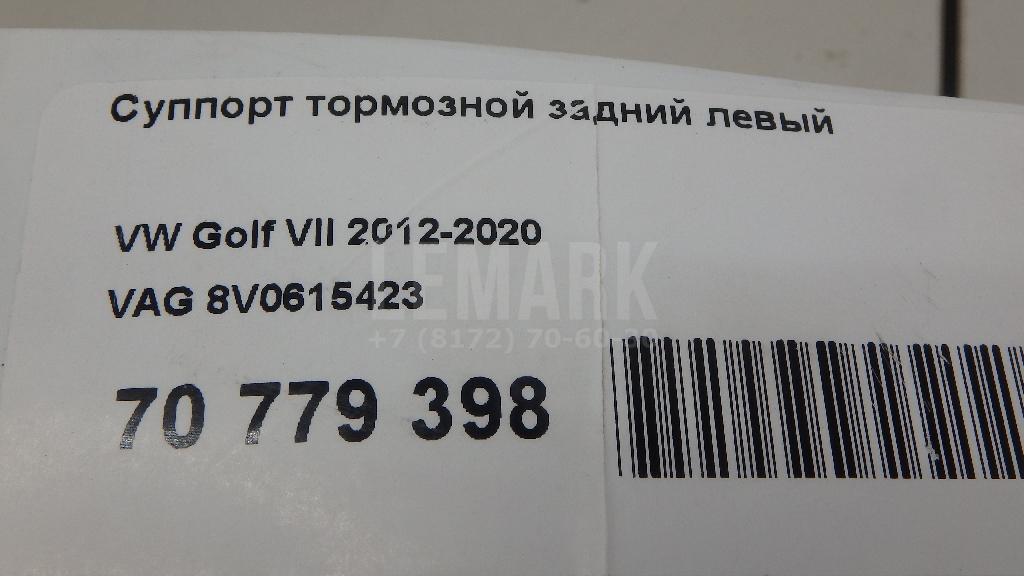 Суппорт тормозной задний левый
VW Golf VII 2012-2020
VAG 8V0615423
LEMARK
+7 (8172) 70-60-
70 779 398